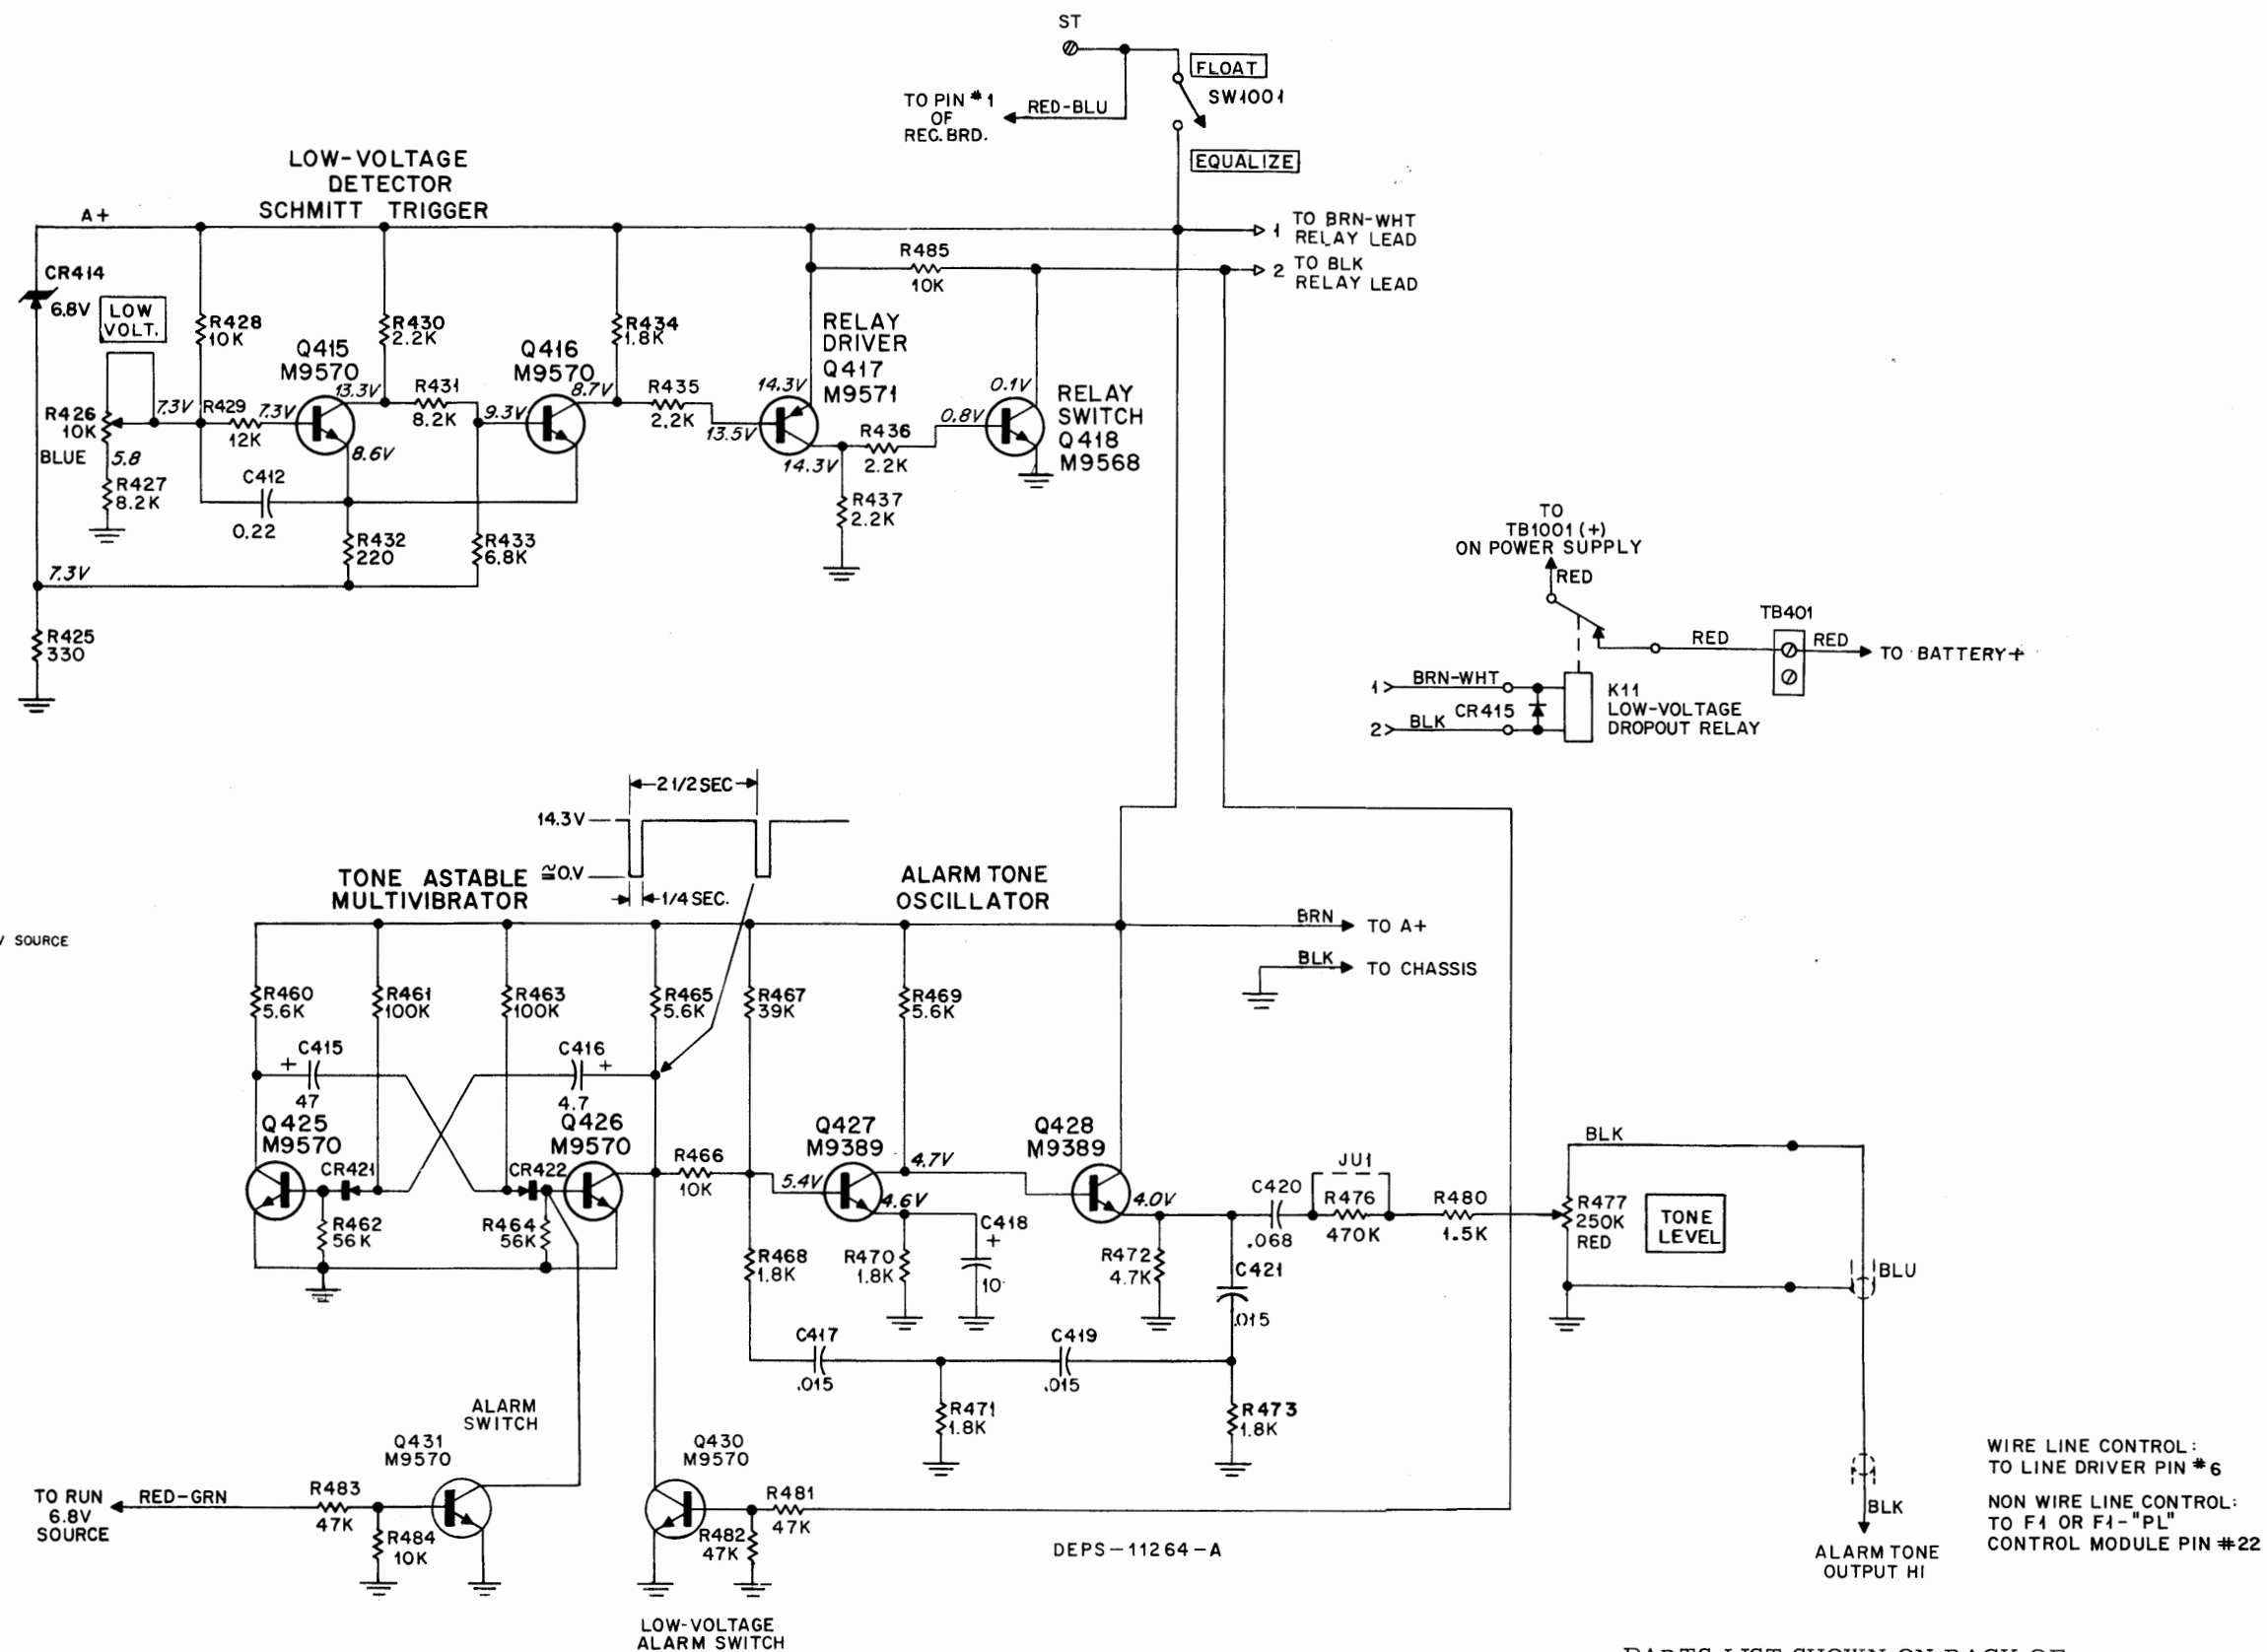 ST
FLOAT
SW1001
TO PIN #1
OF
REC. BRD.
RED-BLU
EQUALIZE
LOW-VOLTAGE
DETECTOR
SCHMITT TRIGGER
A+
1 TO BRN-WHT
RELAY LEAD
2 TO BLK
RELAY LEAD
R485
10K
CR414
6.8V
LOW
VOLT.
R428
10K
R430
2.2K
R434
1.8K
RELAY
DRIVER
Q417
M9571
Q415
M9570
Q416
M9570
13.3V
R431
8.2K
8.7V
R435
2.2K
14.3V
0.1V
RELAY
SWITCH
Q418
M9568
R426
10K
BLUE
7.3V
R429
12K
7.3V
9.3V
13.5V
0.8V
R436
2.2K
5.8
8.6V
14.3V
R427
8.2K
C412
0.22
R437
2.2K
R432
220
R433
6.8K
7.3V
R425
330
TO
TB1001 (+)
ON POWER SUPPLY
RED
TB401
RED
RED
TO BATTERY+
1
BRN-WHT
CR415
2
BLK
K11
LOW-VOLTAGE
DROPOUT RELAY
2 1/2 SEC
14.3V
≅0.V
1/4 SEC.
TONE ASTABLE
MULTIVIBRATOR
ALARM TONE
OSCILLATOR
V SOURCE
BRN
TO A+
BLK
TO CHASSIS
R460
5.6K
R461
100K
R463
100K
R465
5.6K
R467
39K
R469
5.6K
+
C415
47
C416
+
4.7
Q425
M9570
Q426
M9570
CR421
CR422
R462
56K
R464
56K
R466
10K
Q427
M9389
5.4V
4.7V
4.6V
Q428
M9389
4.0V
C418
+
10
R468
1.8K
R470
1.8K
R472
4.7K
C420
.068
JU1
R476
470K
R480
1.5K
C421
.015
BLK
R477
250K
RED
TONE
LEVEL
BLU
C417
.015
C419
.015
R471
1.8K
R473
1.8K
ALARM
SWITCH
Q431
M9570
Q430
M9570
TO RUN
6.8V
SOURCE
RED-GRN
R483
47K
R484
10K
R481
47K
R482
47K
DEPS-11264-A
LOW-VOLTAGE
ALARM SWITCH
BLK
ALARM TONE
OUTPUT HI
WIRE LINE CONTROL:
TO LINE DRIVER PIN #6
NON WIRE LINE CONTROL:
TO F1 OR F1-"PL"
CONTROL MODULE PIN #22
PARTS LIST SHOWN ON BACK OF